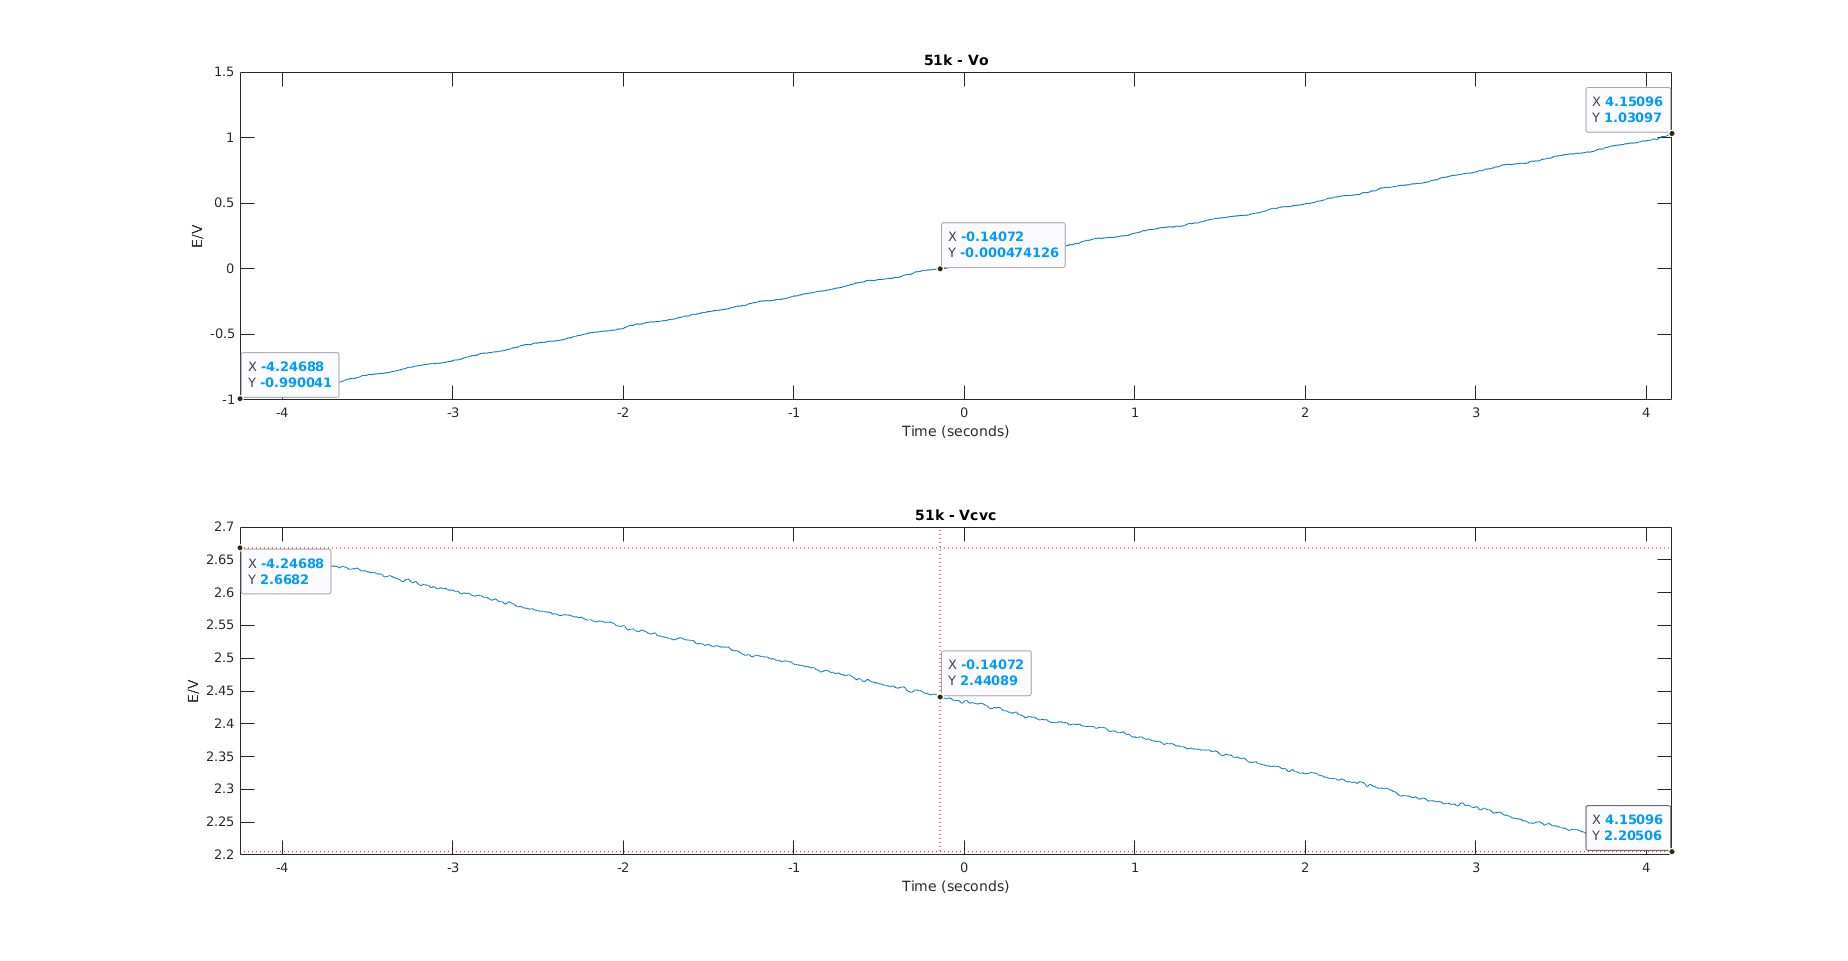 51k - Vo
1.5
1
0.5
0
-0.5
-1
E/V
X 4.15096
Y 1.03097
X -0.14072
Y -0.000474126
X -4.24688
Y -0.990041
-4 -3 -2 -1 0 1 2 3 4
Time (seconds)
51k - Vcvc
2.7
2.65
2.6
2.55
2.5
2.45
2.4
2.35
2.3
2.25
2.2
E/V
X -4.24688
Y 2.6682
X -0.14072
Y 2.44089
X 4.15096
Y 2.20506
-4 -3 -2 -1 0 1 2 3 4
Time (seconds)